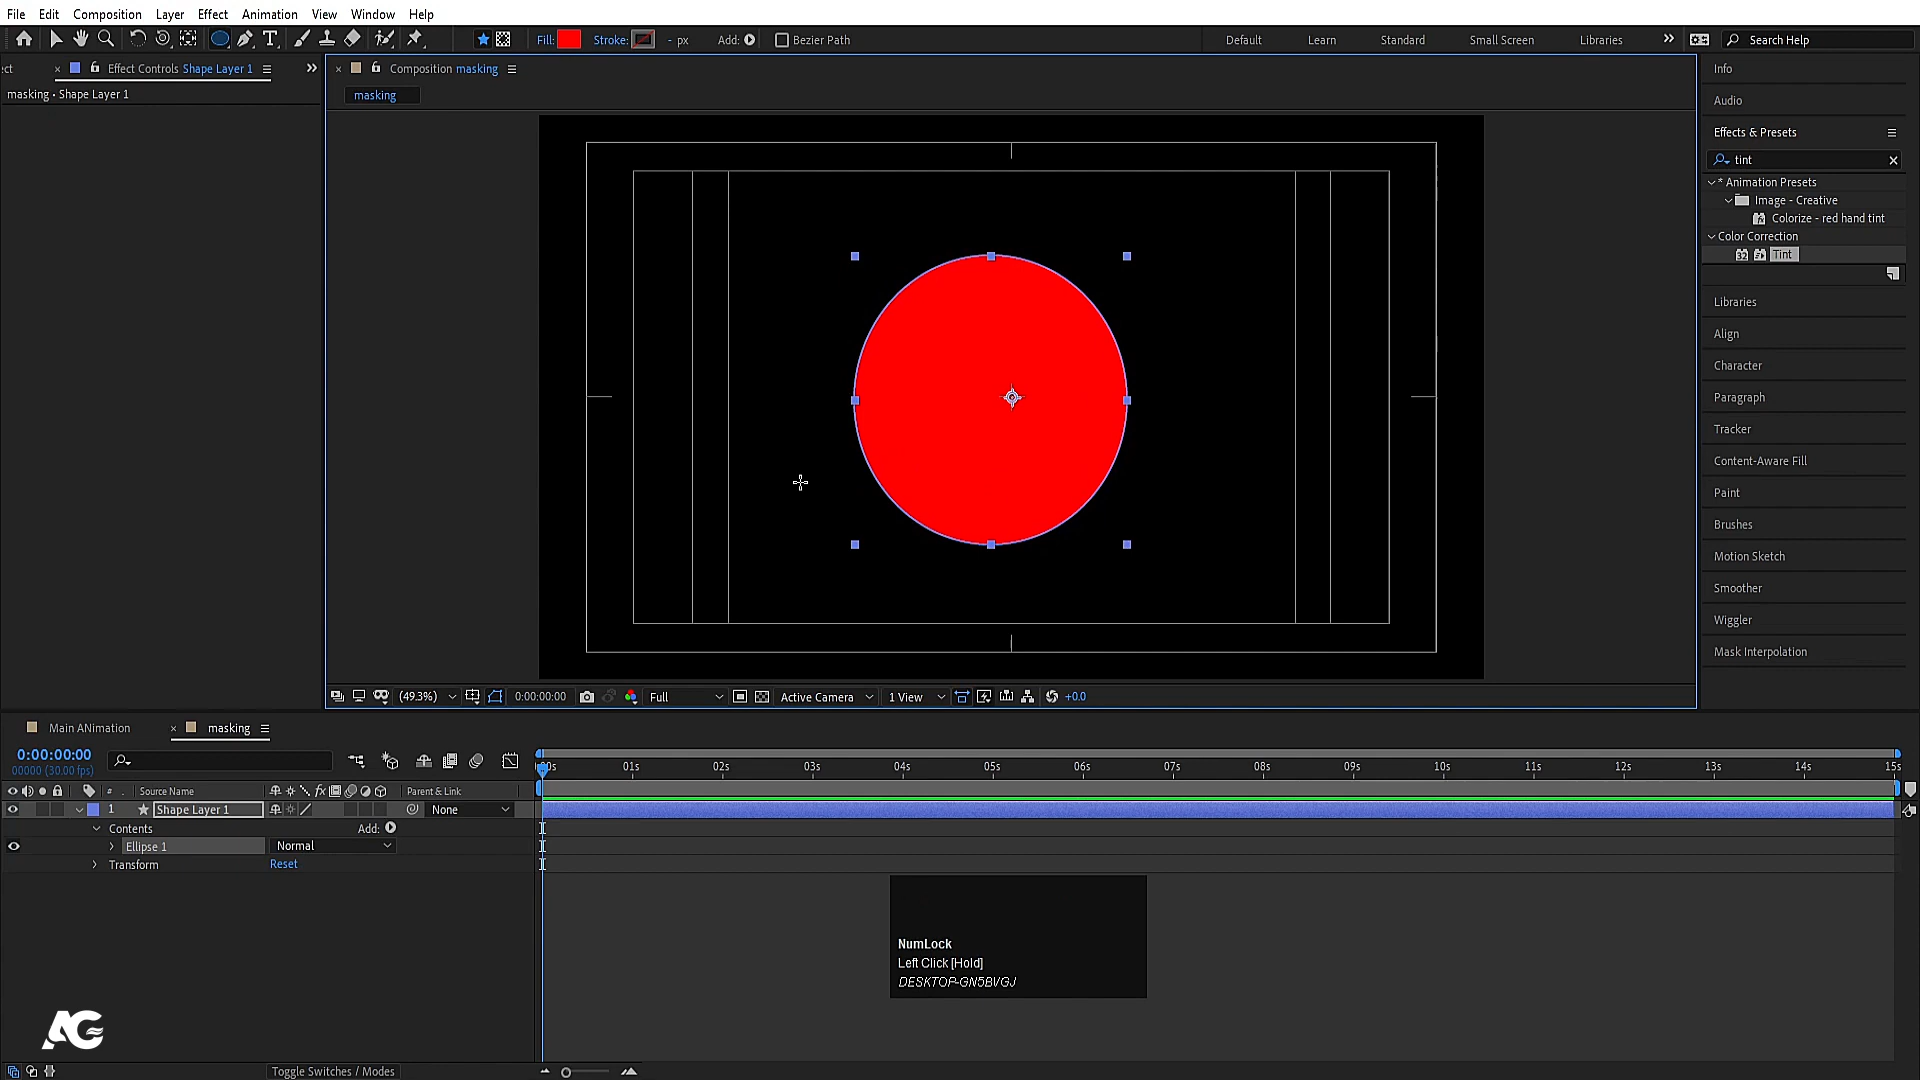 File Edit Composition Layer Effect Animation View Window Help
Fill: Stroke: - px Add: Bezier Path Default Learn Standard Small Screen Libraries Search Help
ect Effect Controls Shape Layer 1
Composition masking
masking • Shape Layer 1
masking
Info
Audio
Effects & Presets
tint
* Animation Presets
Image - Creative
Colorize - red hand tint
Color Correction
32 Tint
Libraries
Align
Character
Paragraph
Tracker
Content-Aware Fill
Paint
Brushes
Motion Sketch
Smoother
Wiggler
Mask Interpolation
(49.3%) 0:00:00:00 Full Active Camera 1 View +0.0
Main ANimation masking
0:00:00:00
00000 (30.00 fps)
00s 01s 02s 03s 04s 05s 06s 07s 08s 09s 10s 11s 12s 13s 14s 15s
# . Source Name fx Parent & Link
1 Shape Layer 1 None
Contents Add:
Ellipse 1 Normal
Transform Reset
NumLock
Left Click [Hold]
DESKTOP-GN5BVGJ
AG
Toggle Switches / Modes